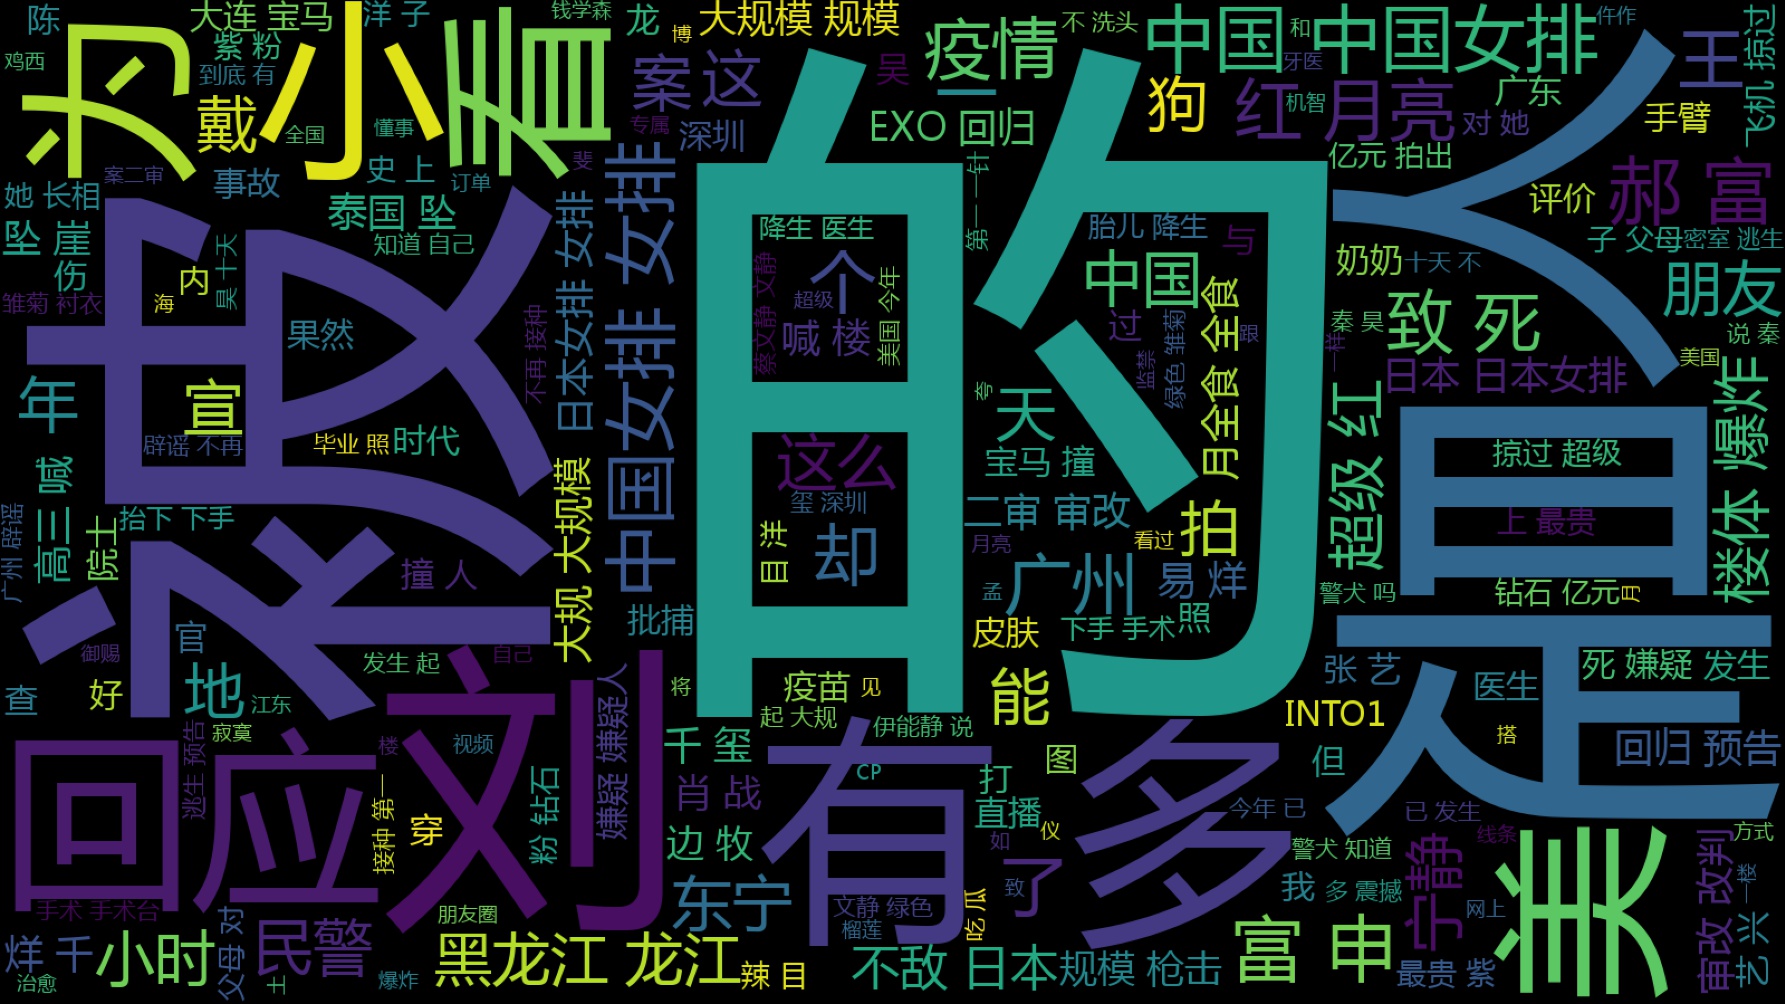 陈
大连 宝马
洋 子
钱学森
龙
博
大规模 规模
疫情
不 洗头
中国
和
中国女排
仵作
王
飞机 掠过
为
小
看
鸡西
紫 粉
到底 有
戴
全国
懂事
案 这
专属
深圳
吴
一
EXO 回归
狗
牙医
机智
红 月亮
广东
对 她
手臂
人
亿元 拍出
案二审
她 长相
事故
史 上
订单
斐
泰国 坠
知道 自己
坠 崖
伤
雏菊 衬衣
内
海
昊 十天
敢
果然
不再 接种
日本女排 女排
中国女排 女排
的
第一 一针
降生 医生
蔡文静 文静
个
超级
喊 楼
美国 今年
胎儿 降生
与
中国
过
监禁
绿色 雏菊
月全食 全食
跟
夸
奶奶
十天 不
郝 富
评价
子 父母
密室 逃生
朋友
秦 昊
致 死
说 秦
美国
一样
日本 日本女排
年
宣
辟谣 不再
毕业 照
时代
天
宝马 撞
这么
玺 深圳
却
目 洋
二审 审改
月亮
看过
拍
超级 红
是
掠过 超级
上 最贵
楼体 爆炸
广州 辟谣
高三 喊
院士
抬下 下手
撞 人
大规 大规模
批捕
孟
广州
易 烊
皮肤
下手 手术
照
警犬 吗
钻石 亿元
月
官
御赐
查
好
地
江东
发生 起
自己
嫌疑 嫌疑人
将
疫苗
见
起 大规
伊能静 说
能
张 艺
INTO1
医生
死 嫌疑
发生
回应
逃生 预告
寂寞
楼
视频
刘
接种 第一
穿
粉 钻石
千 玺
肖 战
边 牧
有
CP
多
图
打
直播
仪
如
但
搭
回归 预告
今年 已
已 发生
线条
方式
手术 手术台
烊 千
治愈
小时
父母 对
土
民警
爆炸
朋友圈
黑龙江 龙江
东宁
辣 目
文静 绿色
榴莲
吃 瓜
致
了
不敌 日本
规模 枪击
警犬 知道
我
多 震撼
宁静
网上
富 申
最贵 紫
美
审改 改判
艺 兴